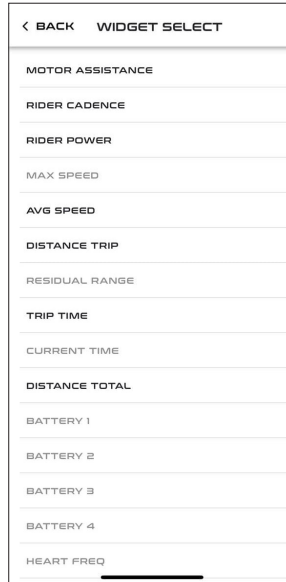 < BACK WIDGET SELECT
MOTOR ASSISTANCE
RIDER CADENCE
RIDER POWER
MAX SPEED
AVG SPEED
DISTANCE TRIP
RESIDUAL RANGE
TRIP TIME
CURRENT TIME
DISTANCE TOTAL
BATTERY 1
BATTERY 2
BATTERY 3
BATTERY 4
HEART FREQ